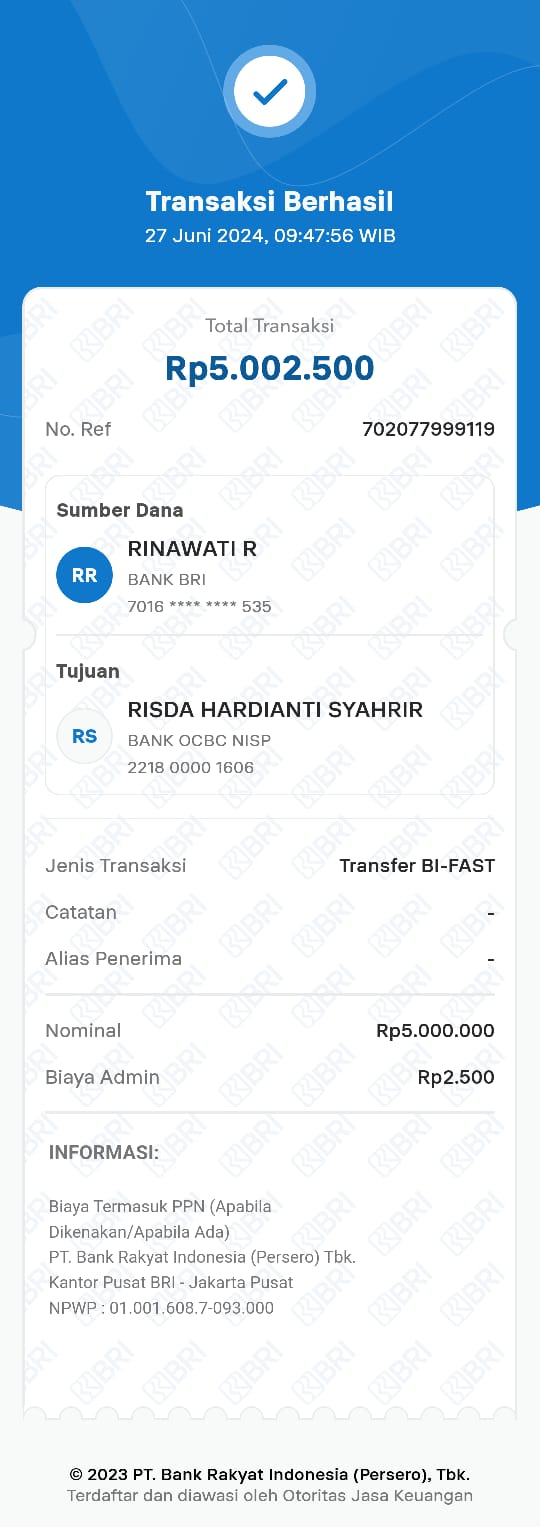 Transaksi Berhasil
27 Juni 2024, 09:47:56 WIB
Total Transaksi
Rp5.002.500
No. Ref 702077999119
Sumber Dana
RR
RINAWATI R
BANK BRI
7016 **** **** 535
Tujuan
RS
RISDA HARDIANTI SYAHRIR
BANK OCBC NISP
2218 0000 1606
Jenis Transaksi Transfer BI-FAST
Catatan -
Alias Penerima -
Nominal Rp5.000.000
Biaya Admin Rp2.500
INFORMASI:
Biaya Termasuk PPN (Apabila
Dikenakan/Apabila Ada)
PT. Bank Rakyat Indonesia (Persero) Tbk.
Kantor Pusat BRI - Jakarta Pusat
NPWP : 01.001.608.7-093.000
© 2023 PT. Bank Rakyat Indonesia (Persero), Tbk.
Terdaftar dan diawasi oleh Otoritas Jasa Keuangan